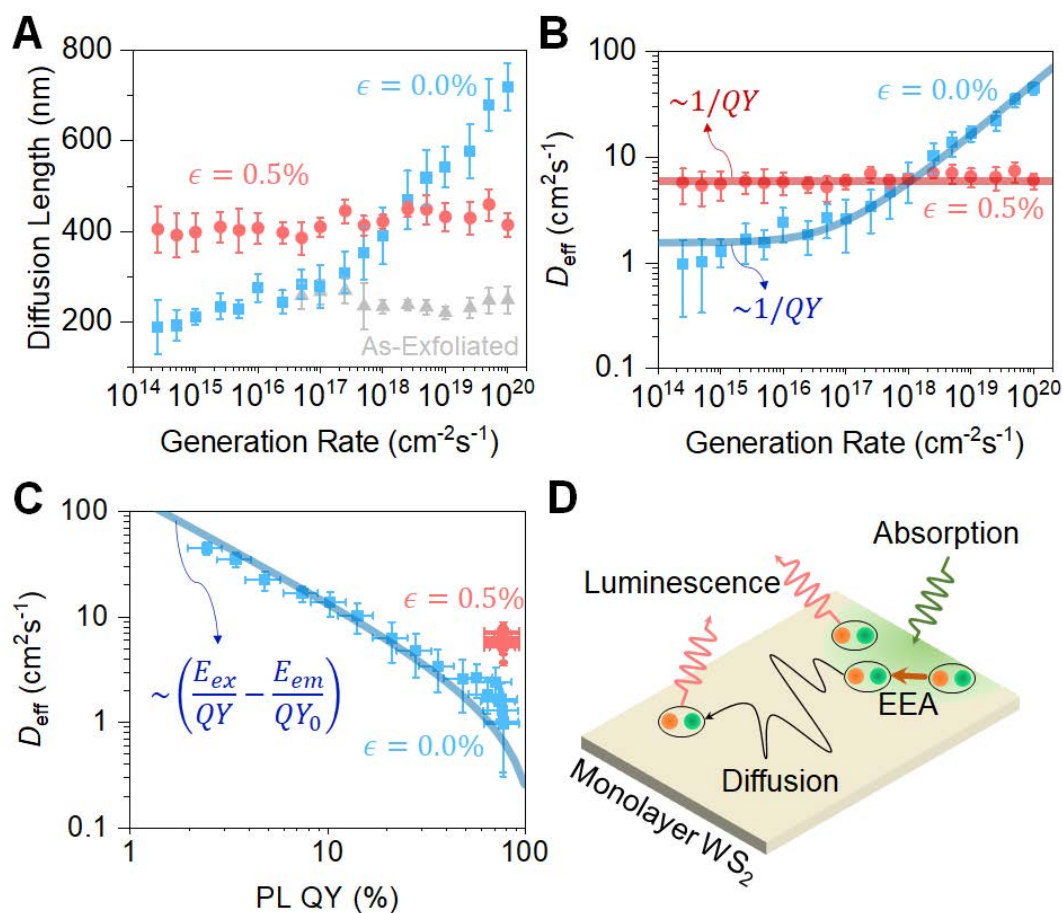 A
Diffusion Length (nm)
800
600
400
200
ϵ = 0.0%
ϵ = 0.5%
As-Exfoliated
10^14 10^15 10^16 10^17 10^18 10^19 10^20
Generation Rate (cm^-2s^-1)
B
D_eff (cm^2s^-1)
100
10
1
0.1
~1/QY
ϵ = 0.0%
ϵ = 0.5%
~1/QY
10^14 10^15 10^16 10^17 10^18 10^19 10^20
Generation Rate (cm^-2s^-1)
C
D_eff (cm^2s^-1)
100
10
1
0.1
ϵ = 0.5%
~(E_ex/QY − E_em/QY_0)
ϵ = 0.0%
1 10 100
PL QY (%)
D
Absorption
Luminescence
EEA
Diffusion
Monolayer WS_2